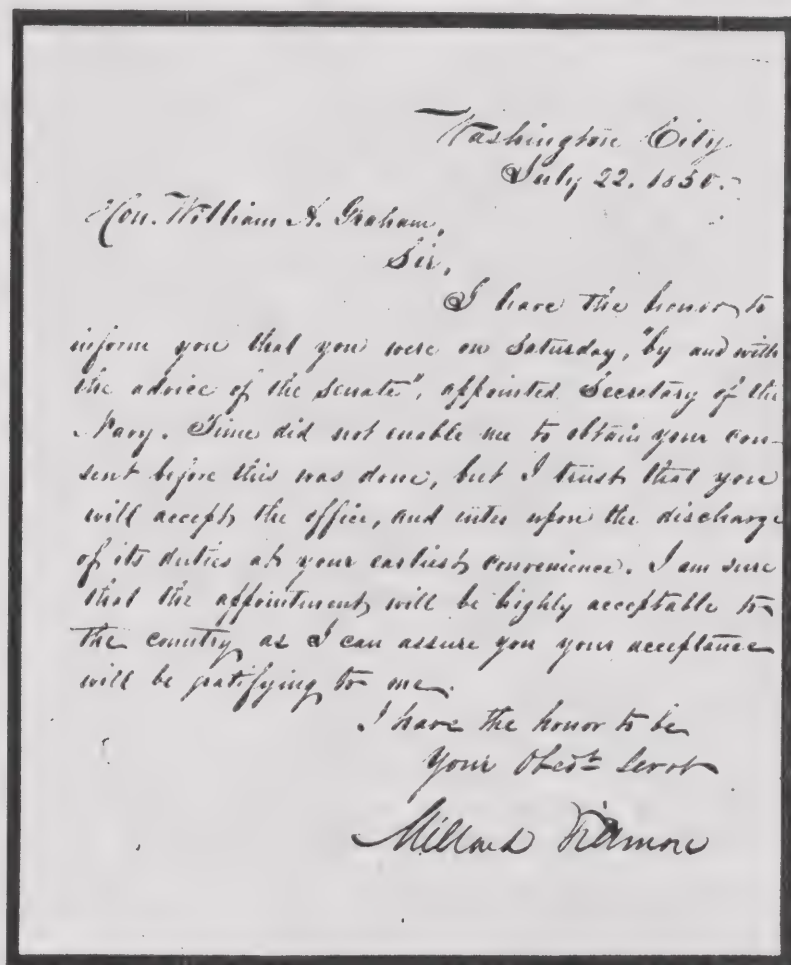 Washington City
July 22. 1850.
Hon. William A. Graham,
Sir,
I have the honor to
inform you that you were on Saturday, "by and with
the advice of the Senate", appointed Secretary of the
Navy. Time did not enable me to obtain your con-
sent before this was done, but I trust that you
will accept the office, and enter upon the discharge
of its duties at your earliest convenience. I am sure
that the appointment will be highly acceptable to
the country, as I can assure you your acceptance
will be gratifying to me.
I have the honor to be
Your Obedt Servt
Millard Fillmore